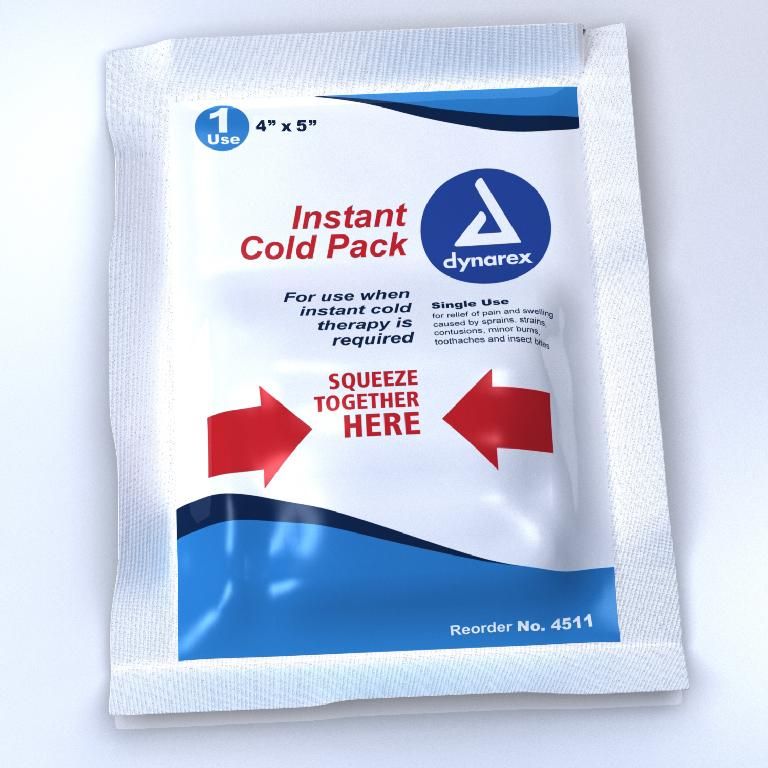 1
Use
4" x 5"
Instant
Cold Pack
dynarex
For use when
instant cold
therapy is
required
Single Use
for relief of pain and swelling
caused by sprains, strains,
contusions, minor burns,
toothaches and insect bites
SQUEEZE
TOGETHER
HERE
Reorder No. 4511